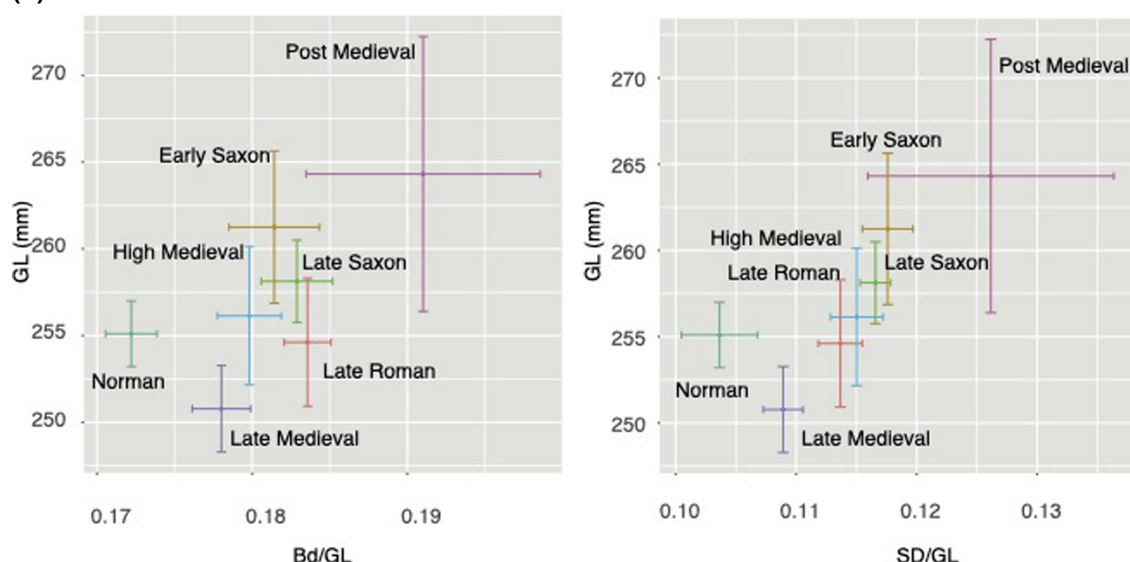 Post Medieval
270
Early Saxon
265
High Medieval
Late Saxon
260
GL (mm)
255
Norman
Late Roman
250
Late Medieval
0.17 0.18 0.19
Bd/GL
Post Medieval
270
Early Saxon
265
High Medieval
Late Saxon
Late Roman
260
GL (mm)
255
Norman
250
Late Medieval
0.10 0.11 0.12 0.13
SD/GL